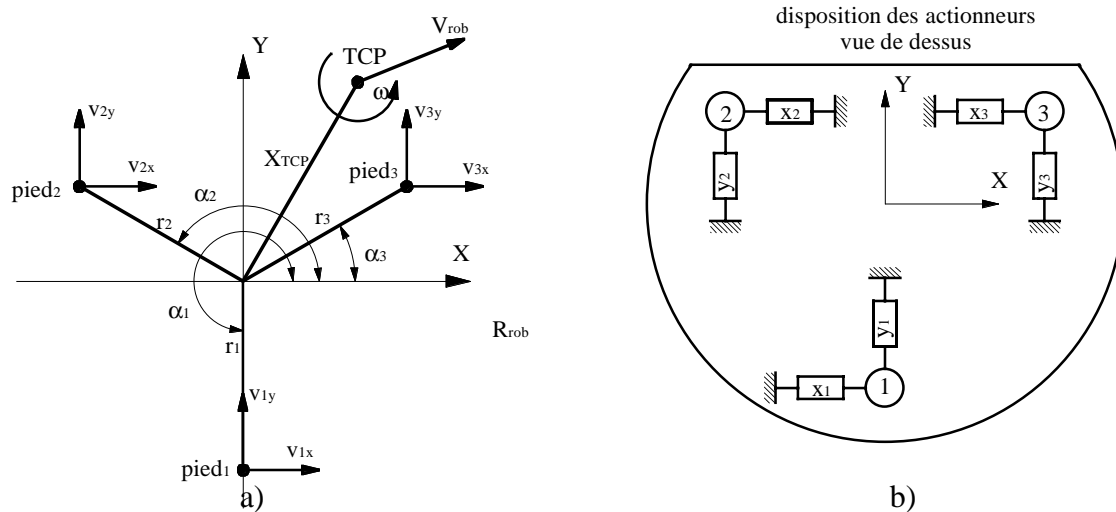 disposition des actionneurs
vue de dessus
Vrob
Y
TCP
ω
v2y
v3y
XTCP
pied2
v2x
pied3
v3x
r2
α2
r3
α3
X
α1
r1
Rrob
v1y
pied1
v1x
a)
Y
2
x2
x3
3
y2
y3
X
y1
x1
1
b)